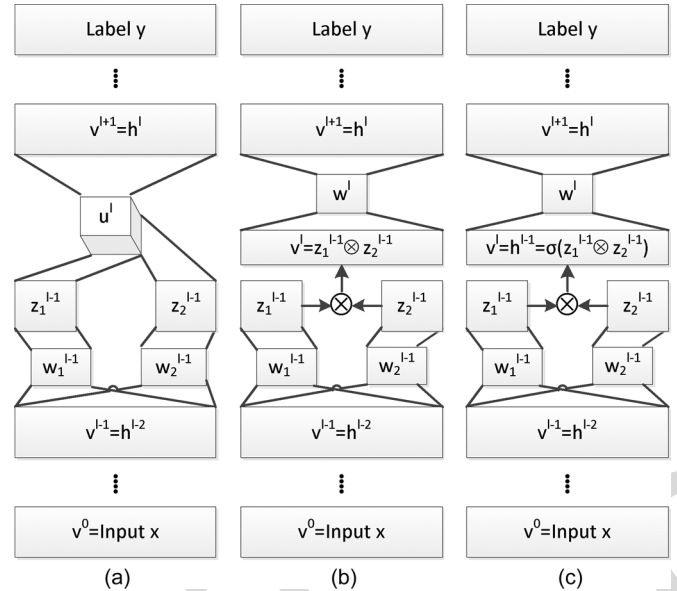 Label y
v^{l+1}=h^l
u^l
z_1^{l-1}
z_2^{l-1}
w_1^{l-1}
w_2^{l-1}
v^{l-1}=h^{l-2}
v^0=Input x
(a)
Label y
v^{l+1}=h^l
w^l
v^l=z_1^{l-1}⊗ z_2^{l-1}
z_1^{l-1}
⊗
z_2^{l-1}
w_1^{l-1}
w_2^{l-1}
v^{l-1}=h^{l-2}
v^0=Input x
(b)
Label y
v^{l+1}=h^l
w^l
v^l=h^{l-1}=σ(z_1^{l-1}⊗ z_2^{l-1})
z_1^{l-1}
⊗
z_2^{l-1}
w_1^{l-1}
w_2^{l-1}
v^{l-1}=h^{l-2}
v^0=Input x
(c)